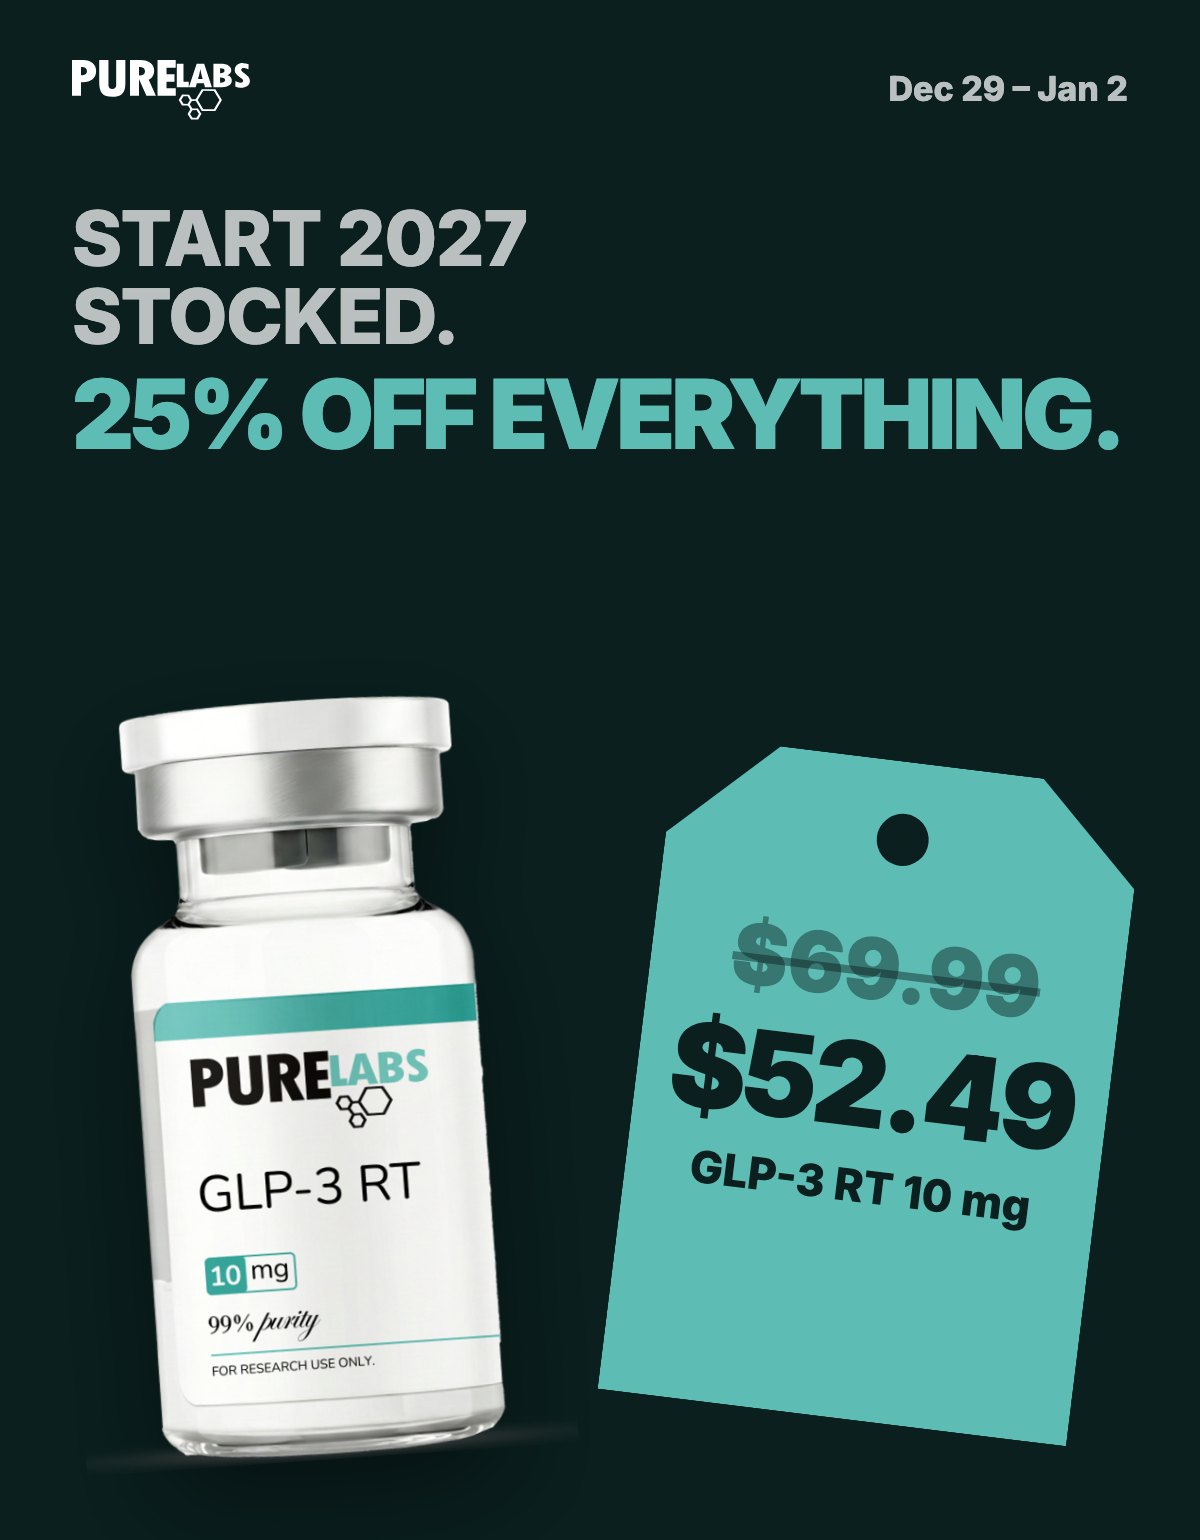 PURELABS
Dec 29 – Jan 2
START 2027
STOCKED.
25% OFF EVERYTHING.
$69.99
$52.49
GLP-3 RT 10 mg
PURELABS
GLP-3 RT
10 mg
99% purity
FOR RESEARCH USE ONLY.